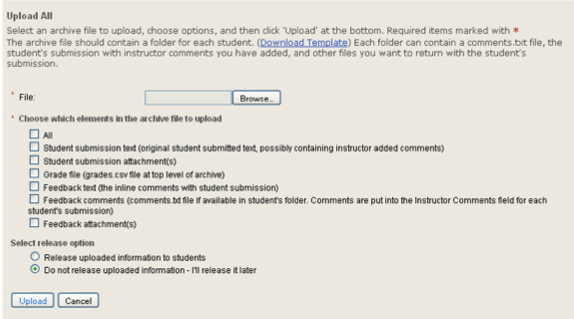 Upload All
Select an archive file to upload, choose options, and then click 'Upload' at the bottom. Required items marked with *
The archive file should contain a folder for each student. (Download Template) Each folder can contain a comments.txt file, the
student's submission with instructor comments you have added, and other files you want to return with the student's
submission.
* File:
Browse..
* Choose which elements in the archive file to upload
All
Student submission text (original student submitted text, possibly containing instructor added comments)
Student submission attachment(s)
Grade file (grades.csv file at top level of archive)
Feedback text (the inline comments with student submission)
Feedback comments (comments.txt file if available in student's folder. Comments are put into the Instructor Comments field for each
student's submission)
Feedback attachment(s)
Select release option
Release uploaded information to students
Do not release uploaded information - I'll release it later
Upload Cancel